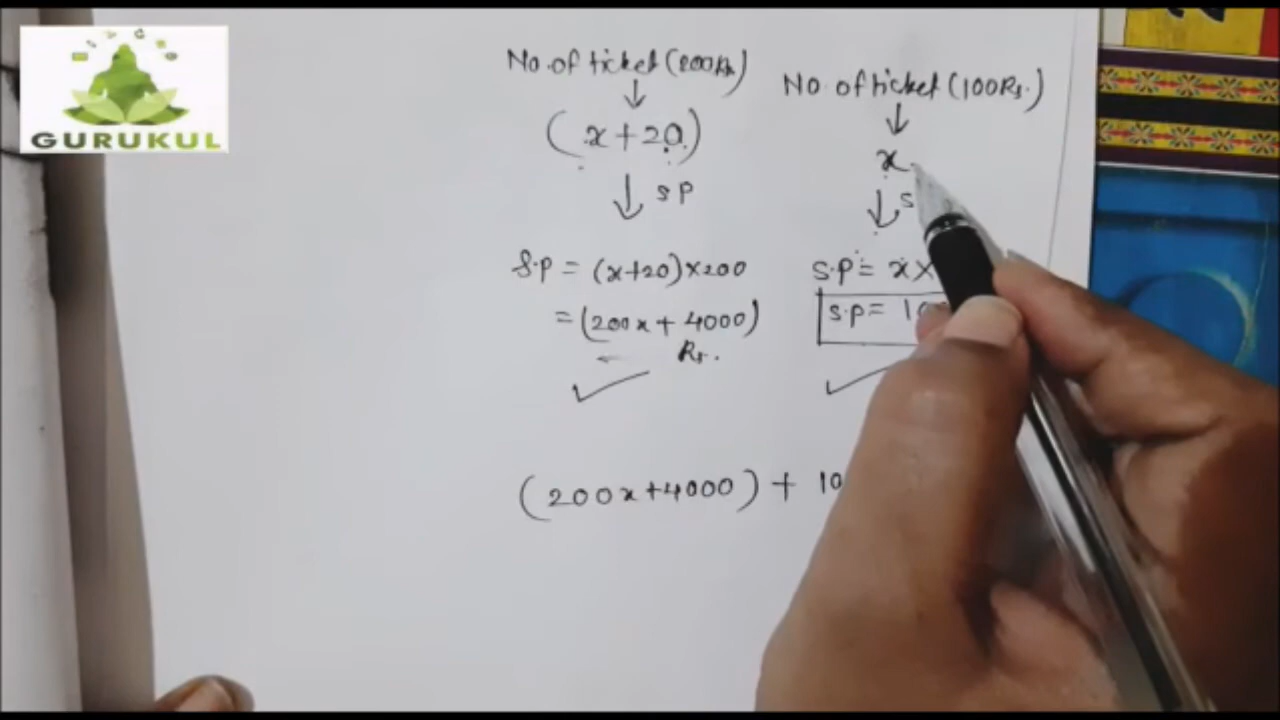 GURUKUL
No. of ticket (200Rs)
(x+20)
SP
S.P = (x+20)×200
= (200x + 4000)
Rs.
No. of ticket (100Rs.)
x
S
S.P = x×
S.P = 10
(200x+4000) + 10